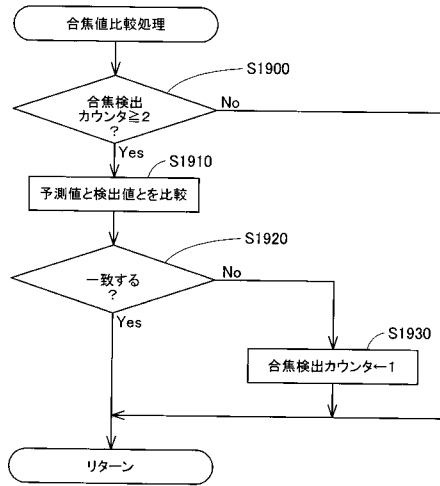 合焦値比較処理
S1900
合焦検出
カウンタ≧2
?
No
Yes
S1910
予測値と検出値とを比較
S1920
一致する
?
No
Yes
S1930
合焦検出カウンタ←1
リターン